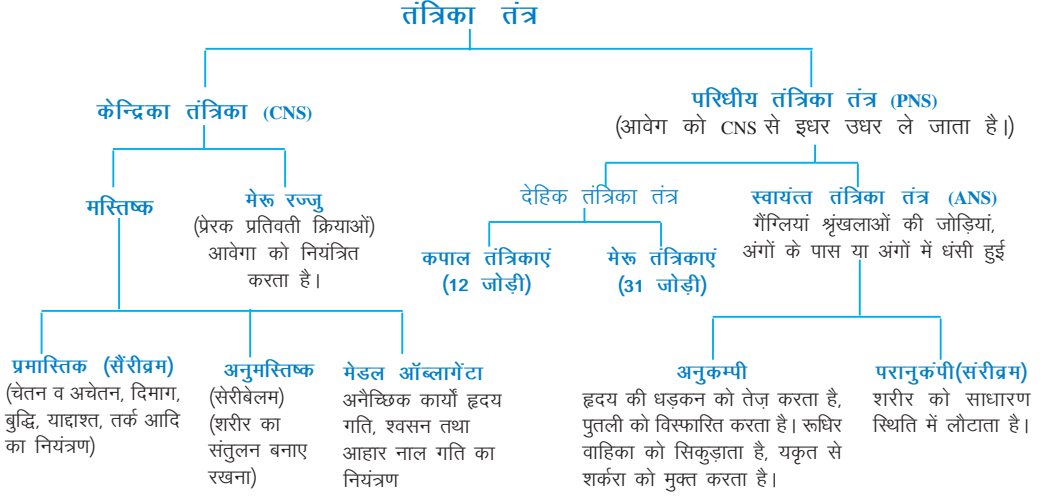 तंत्रिका तंत्र
केन्द्रिका तंत्रिका (CNS)
परिधीय तंत्रिका तंत्र (PNS)
(आवेग को CNS से इधर उधर ले जाता है।)
मस्तिष्क
मेरू रज्जु
(प्रेरक प्रतिवती क्रियाओं)
आवेगा को नियंत्रित
करता है।
देहिक तंत्रिका तंत्र
स्वायंत्त तंत्रिका तंत्र (ANS)
गैंग्लियां श्रृंखलाओं की जोड़ियां,
अंगों के पास या अंगों में धंसी हुई
कपाल तंत्रिकाएं
(12 जोड़ी)
मेरू तंत्रिकाएं
(31 जोड़ी)
प्रमास्तिक (सैंरीव्रम)
(चेतन व अचेतन, दिमाग,
बुद्धि, याद्दाश्त, तर्क आदि
का नियंत्रण)
अनुमस्तिष्क
(सेरीबेलम)
(शरीर का
संतुलन बनाए
रखना)
मेडल ऑब्लागेंटा
अनैच्छिक कार्यों हृदय
गति, श्वसन तथा
आहार नाल गति का
नियंत्रण
अनुकम्पी
हृदय की धड़कन को तेज़ करता है,
पुतली को विस्फारित करता है। रूधिर
वाहिका को सिकुड़ाता है, यकृत से
शर्करा को मुक्त करता है।
परानुकंपी(संरीव्रम)
शरीर को साधारण
स्थिति में लौटाता है।